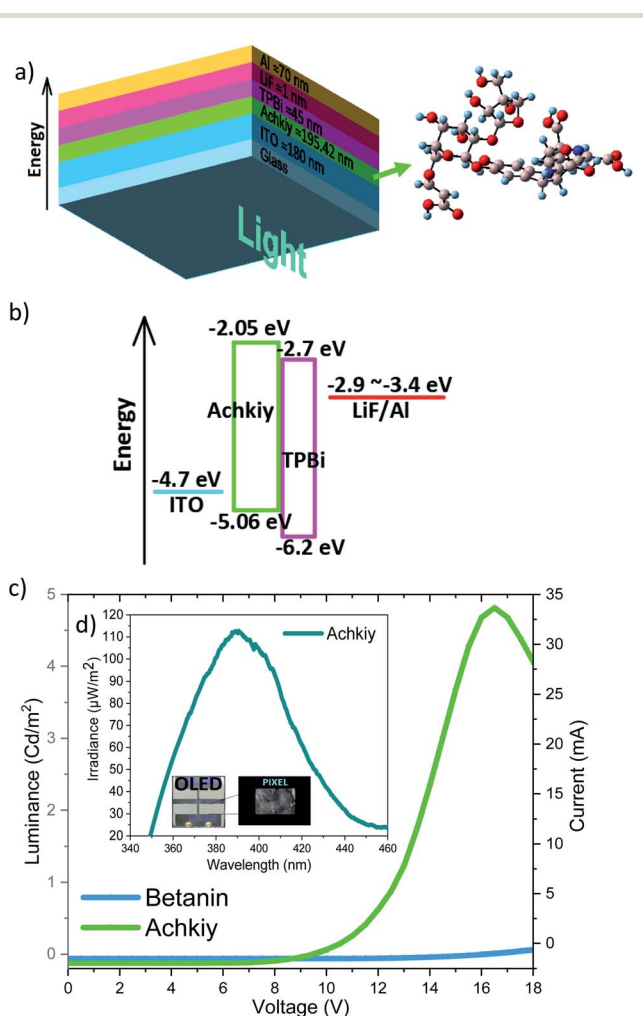 a)
Energy
Al ≈70 nm
LiF≈1 nm
TPBi ≈45 nm
Achkiy ≈195.42 nm
ITO ≈180 nm
Glass
Light
b)
Energy
-2.05 eV
-2.7 eV
-2.9 ~-3.4 eV
LiF/Al
Achkiy
TPBi
-4.7 eV
ITO
-5.06 eV
-6.2 eV
c)
d)
Luminance (Cd/m²)
5
4
3
2
1
0
Current (mA)
35
30
25
20
15
10
5
0
Irradiance (µW/m²)
120
110
100
90
80
70
60
50
40
30
20
Achkiy
OLED
PIXEL
340 360 380 400 420 440 460
Wavelength (nm)
Betanin
Achkiy
0 2 4 6 8 10 12 14 16 18
Voltage (V)